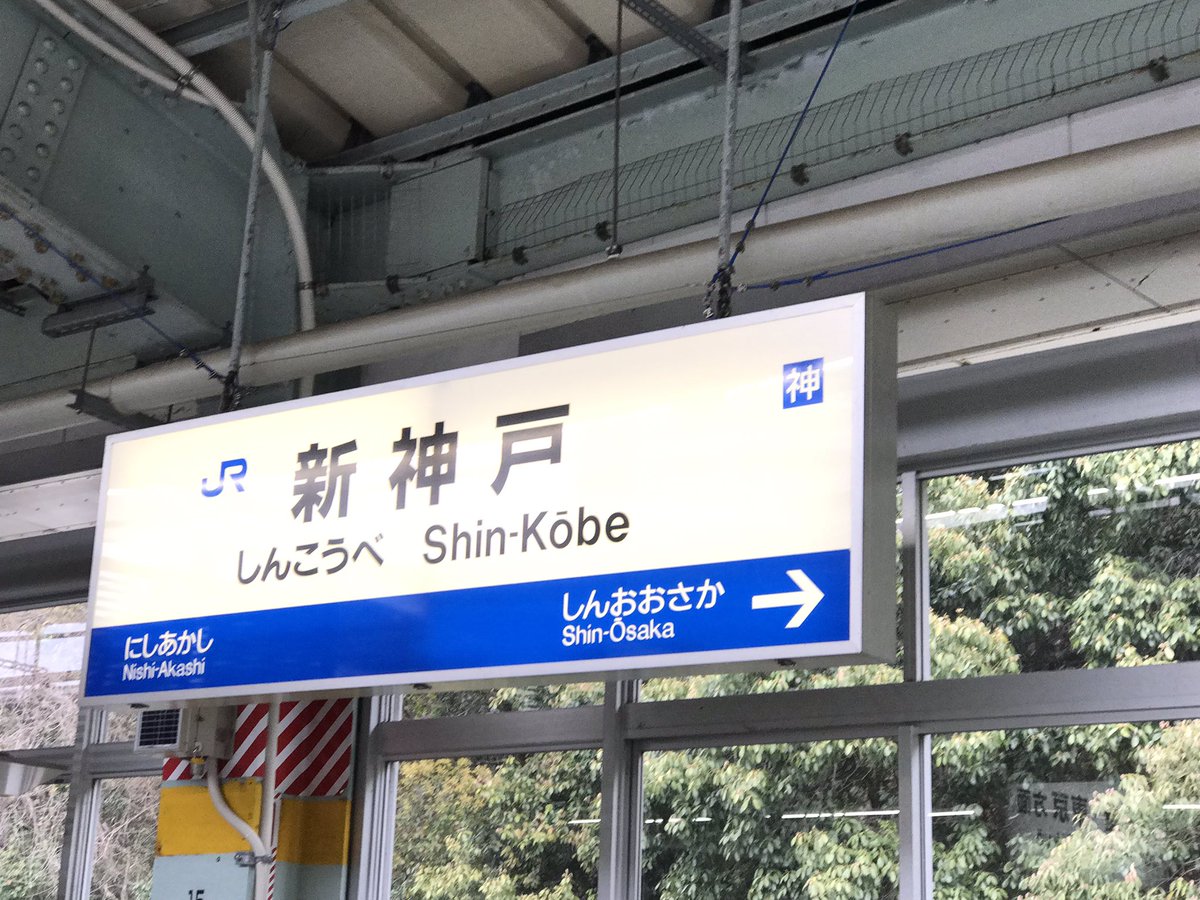 神
JR 新神戸
しんこうべ Shin-Kōbe
にしあかし
Nishi-Akashi
しんおおさか →
Shin-Ōsaka
15